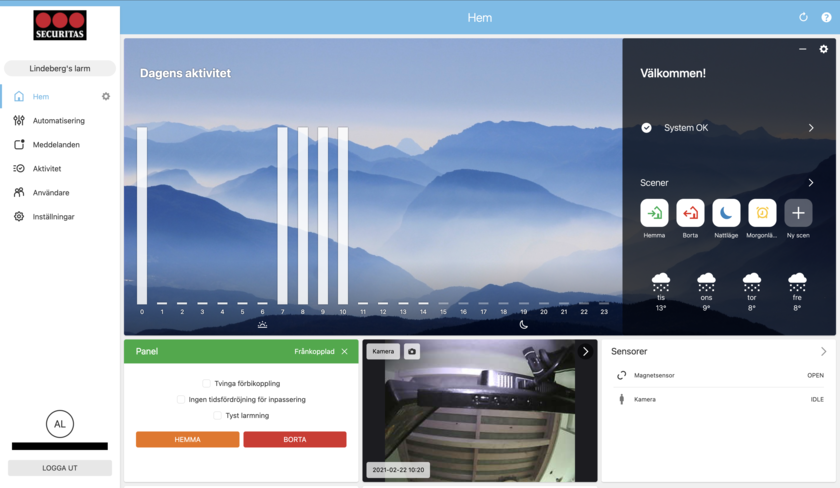 Hem
SECURITAS
Lindeberg's larm
Hem
Automatisering
Meddelanden
Aktivitet
Användare
Inställningar
AL
LOGGA UT
Dagens aktivitet
0 1 2 3 4 5 6 7 8 9 10 11 12 13 14 15 16 17 18 19 20 21 22 23
Välkommen!
System OK
Scener
Hemma Borta Nattläge Morgonlä... Ny scen
tis ons tor fre
13° 9° 8° 8°
Panel Frånkopplad
Tvinga förbikoppling
Ingen tidsfördröjning för inpassering
Tyst larmning
HEMMA BORTA
Kamera
2021-02-22 10:20
Sensorer
Magnetsensor OPEN
Kamera IDLE